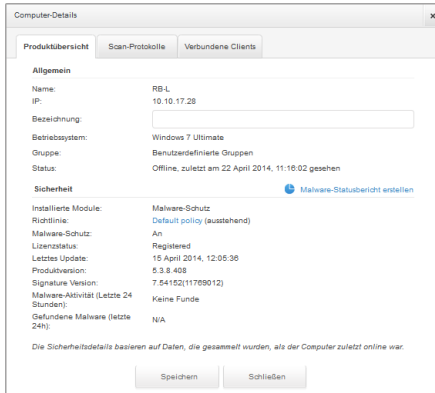 Computer-Details
x
Produktübersicht Scan-Protokolle Verbundene Clients
Allgemein
Name: RB-L
IP: 10.10.17.28
Bezeichnung:
Betriebssystem: Windows 7 Ultimate
Gruppe: Benutzerdefinierte Gruppen
Status: Offline, zuletzt am 22 April 2014, 11:16:02 gesehen
Sicherheit Malware-Statusbericht erstellen
Installierte Module: Malware-Schutz
Richtlinie: Default policy (ausstehend)
Malware-Schutz: An
Lizenzstatus: Registered
Letztes Update: 15 April 2014, 12:05:36
Produktversion: 5.3.8.408
Signature Version: 7.54152(11769012)
Malware-Aktivität (Letzte 24 Stunden): Keine Funde
Gefundene Malware (letzte 24h): N/A
Die Sicherheitsdetails basieren auf Daten, die gesammelt wurden, als der Computer zuletzt online war.
Speichern Schließen